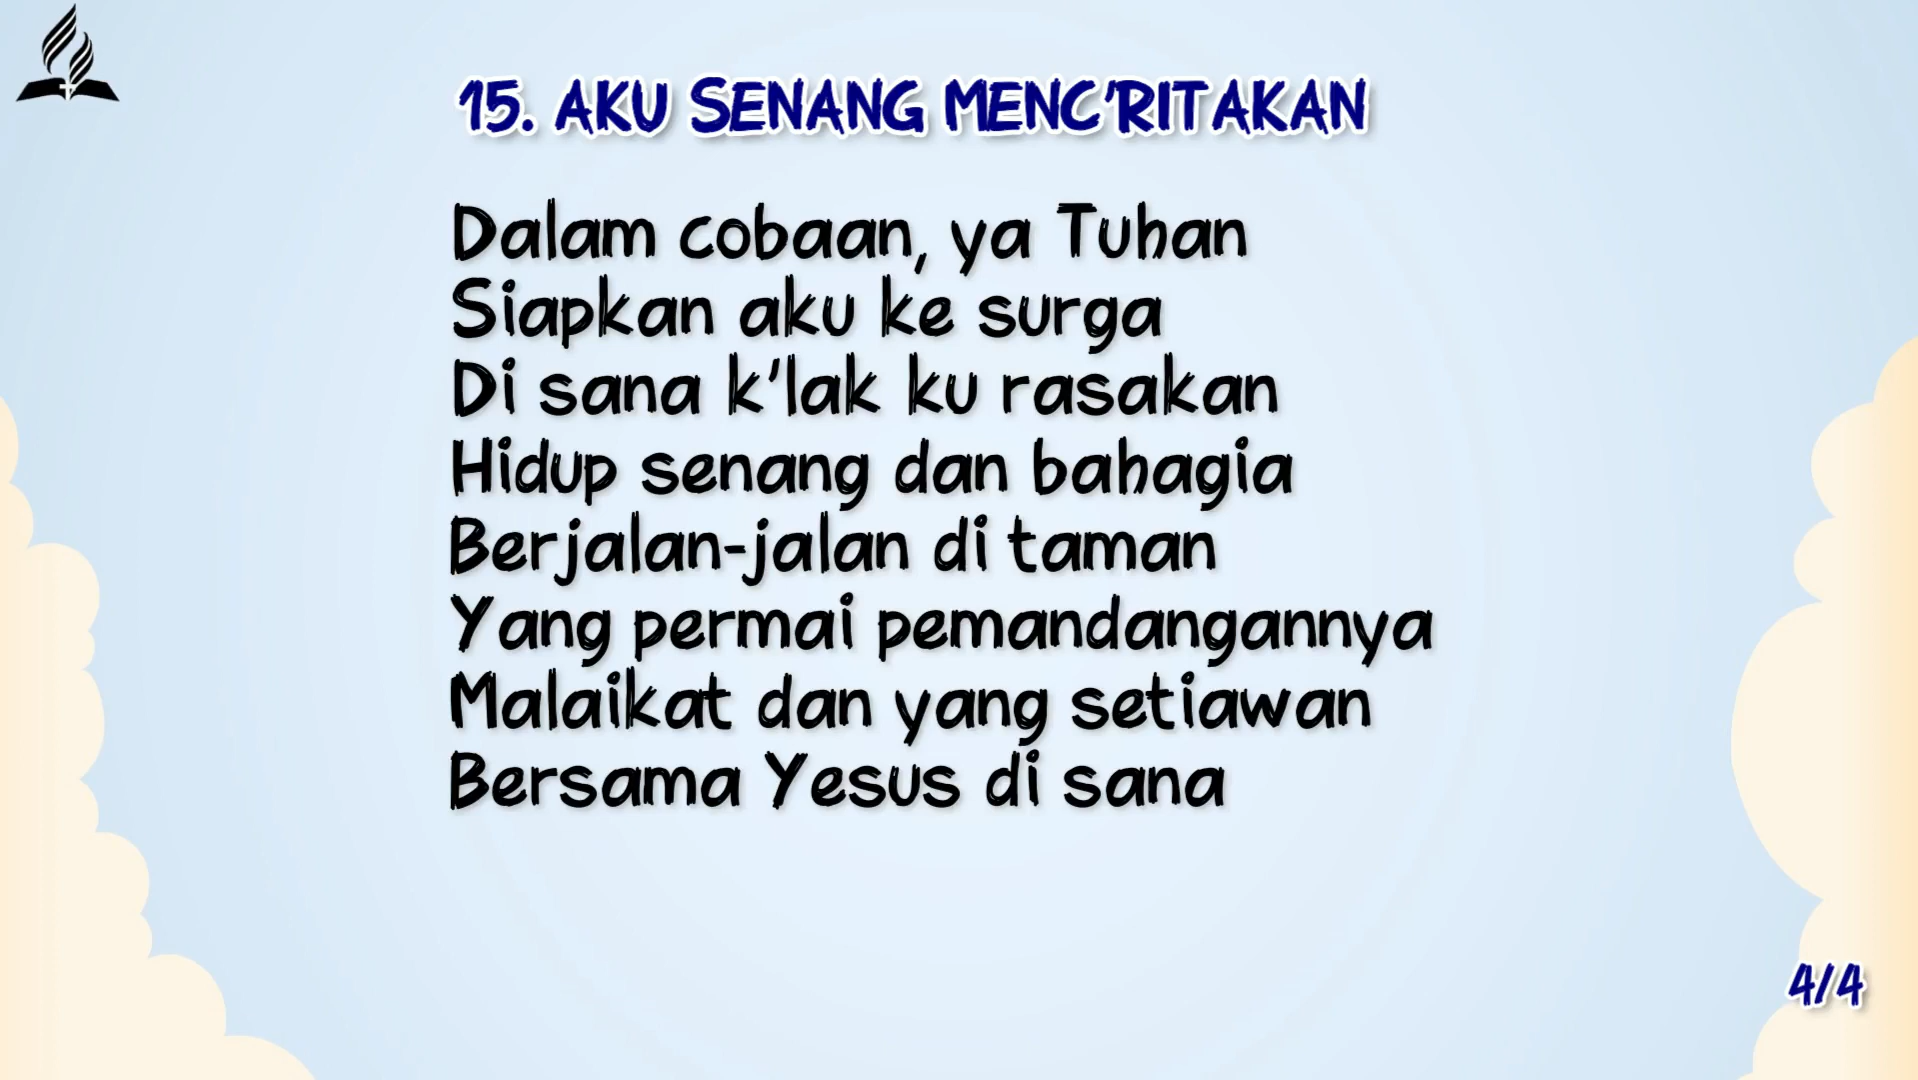 15. AKU SENANG MENC'RITAKAN
Dalam cobaan, ya Tuhan
Siapkan aku ke surga
Di sana k'lak ku rasakan
Hidup senang dan bahagia
Berjalan-jalan di taman
Yang permai pemandangannya
Malaikat dan yang setiawan
Bersama Yesus di sana
4/4